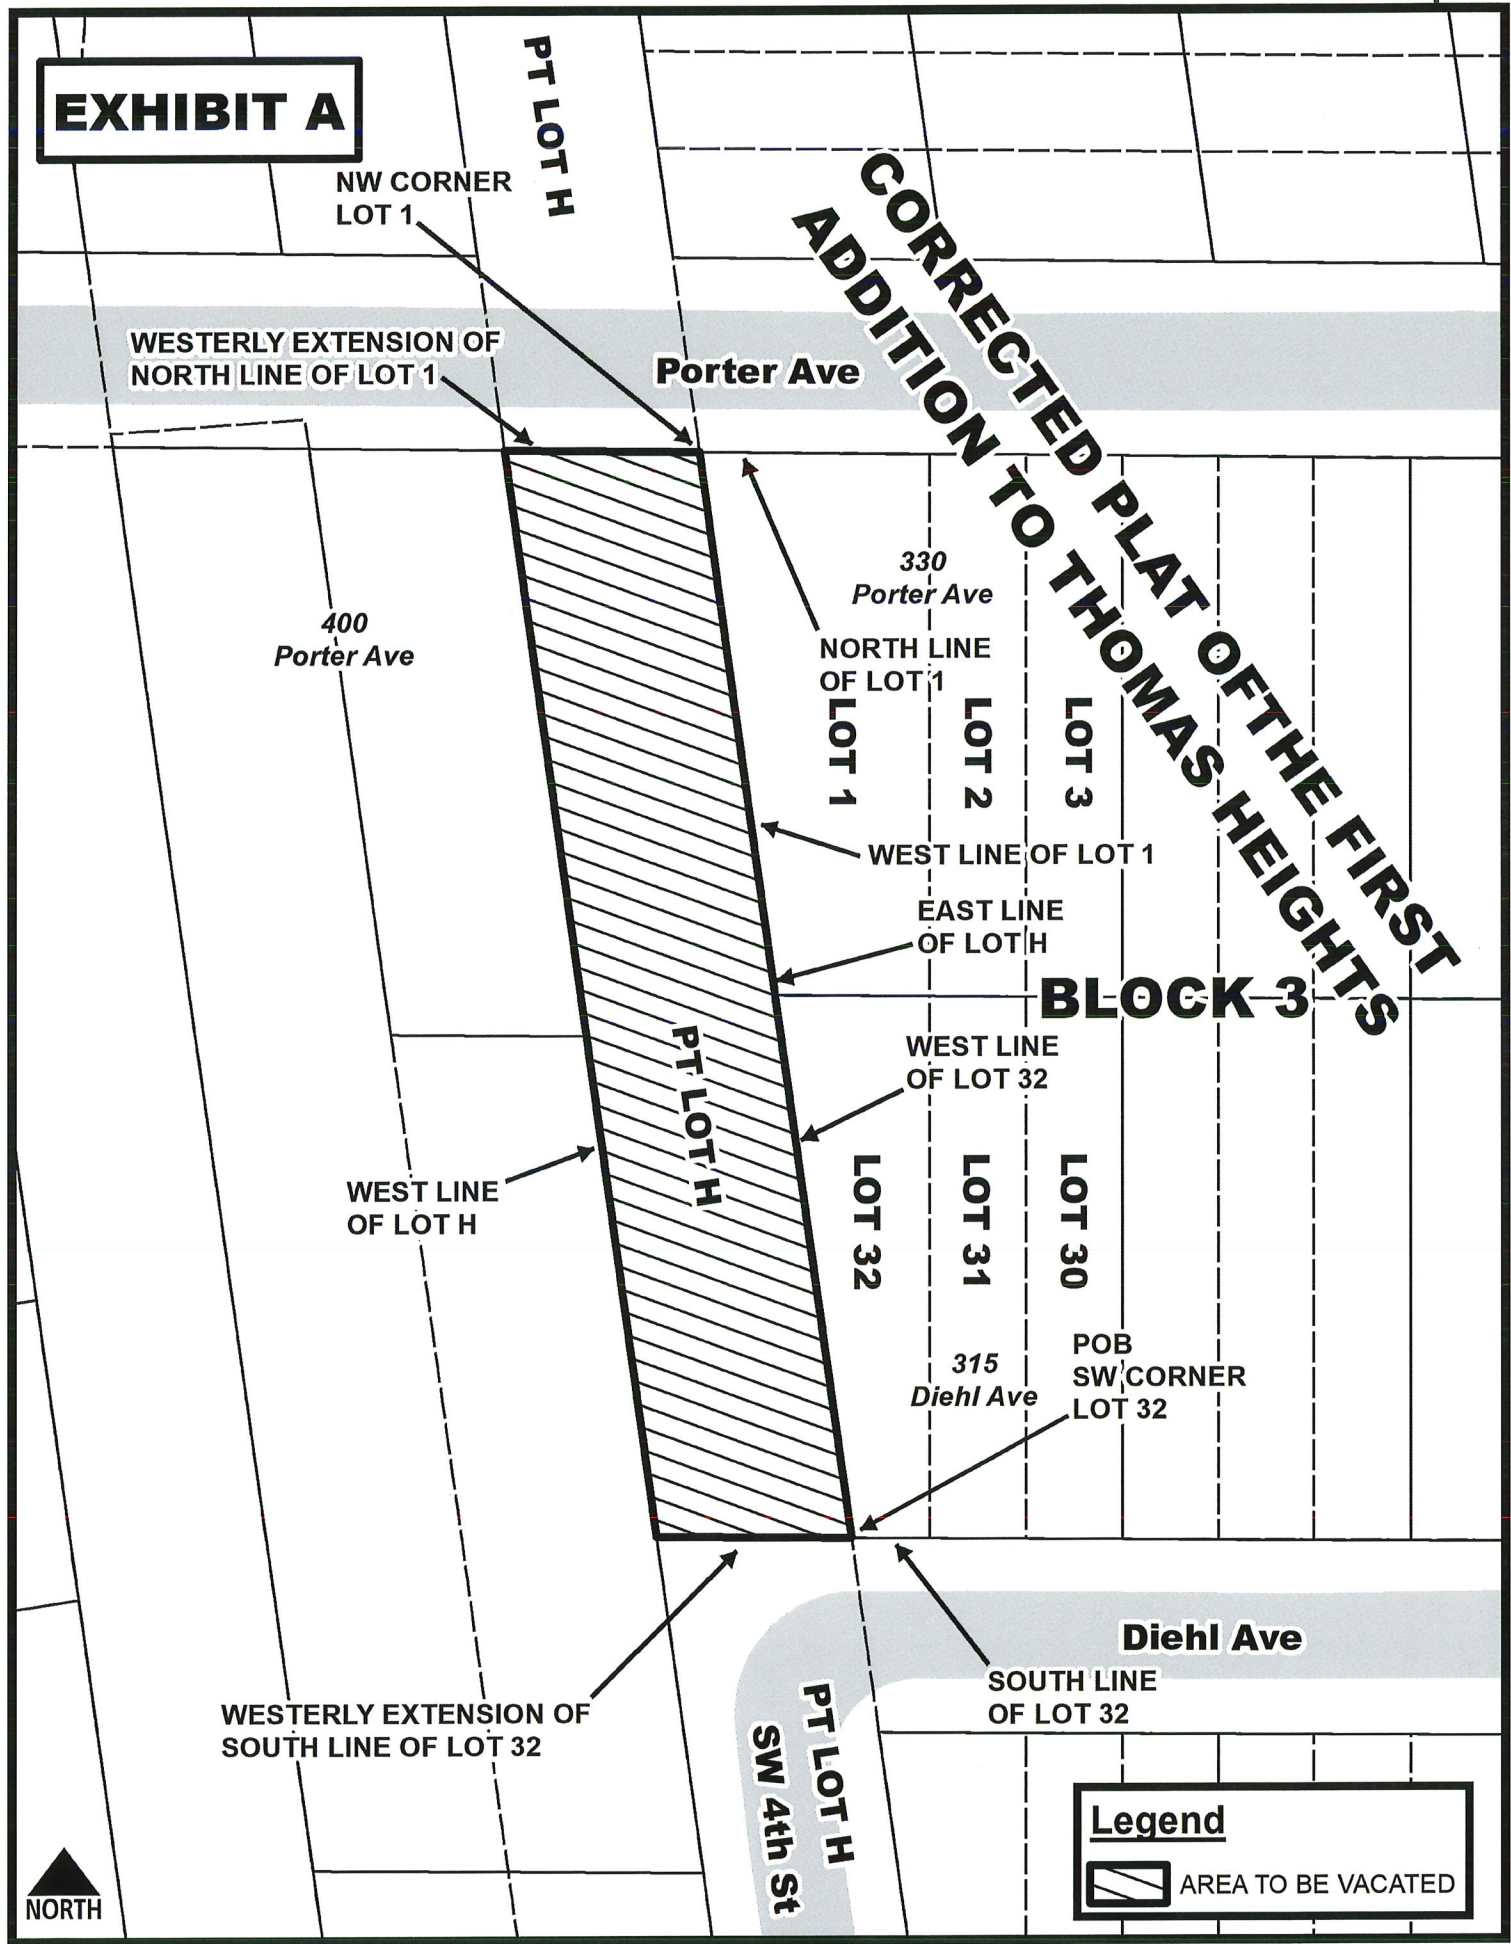 EXHIBIT A
PT LOT H
NW CORNER
LOT 1
CORRECTED PLAT OFTHE FIRST
ADDITION TO THOMAS HEIGHTS
WESTERLY EXTENSION OF
NORTH LINE OF LOT 1
Porter Ave
330
Porter Ave
400
Porter Ave
NORTH LINE
OF LOT 1
LOT 1
LOT 2
LOT 3
WEST LINE OF LOT 1
EAST LINE
OF LOT H
BLOCK 3
PT LOT H
WEST LINE
OF LOT 32
WEST LINE
OF LOT H
LOT 32
LOT 31
LOT 30
315
Diehl Ave
POB
SW CORNER
LOT 32
Diehl Ave
SOUTH LINE
OF LOT 32
WESTERLY EXTENSION OF
SOUTH LINE OF LOT 32
PT LOT H
SW 4th St
Legend
AREA TO BE VACATED
NORTH